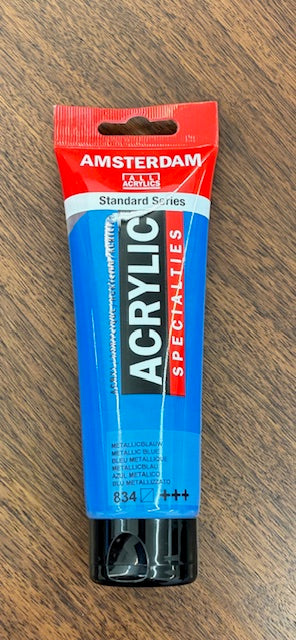 AMSTERDAM
ALL
ACRYLICS
Standard Series
ACRYLIC
SPECIALTIES
METALLICBLAUW
METALLIC BLUE
BLEU METALLIQUE
METALLICBLAU
AZUL METALICO
BLU METALLIZZATO
834 +++